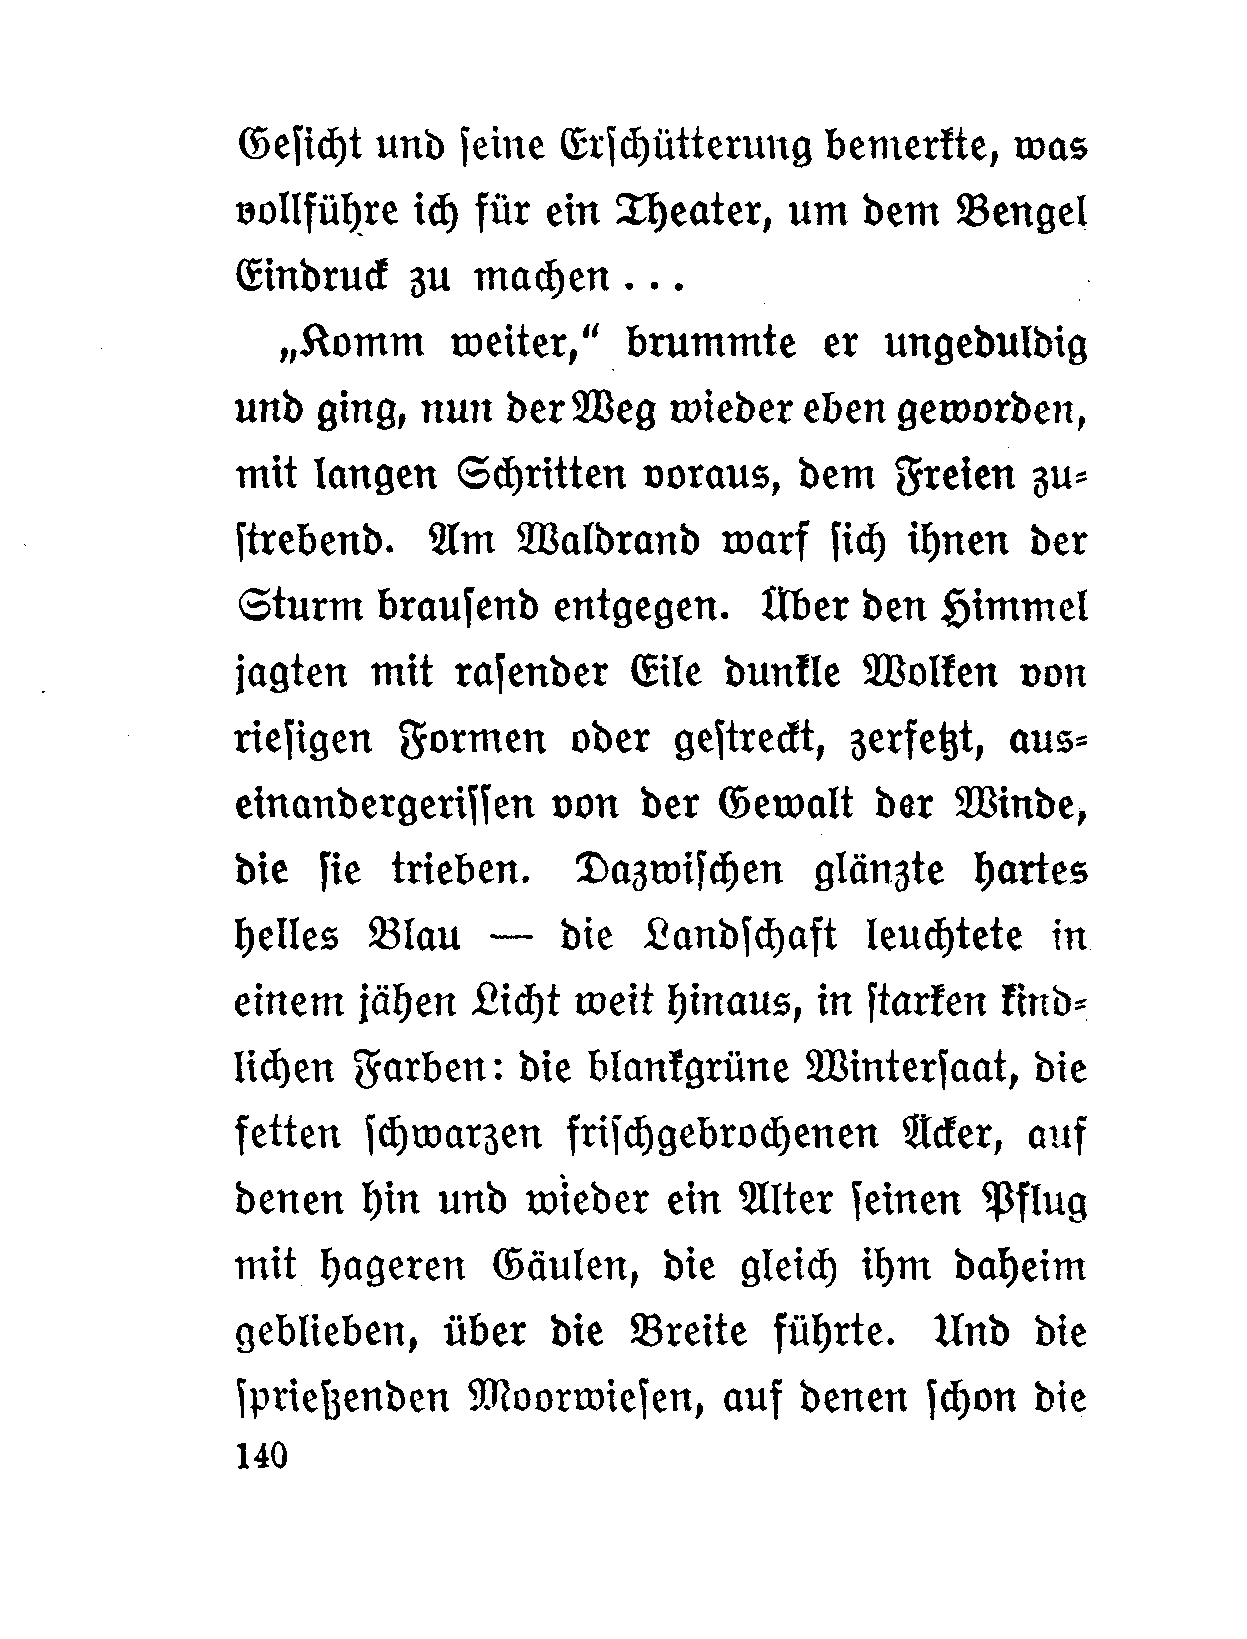 Geſicht und ſeine Erſchütterung bemerkte, was
vollführe ich für ein Theater, um dem Bengel
Eindruck zu machen . . .
„Komm weiter,“ brummte er ungeduldig
und ging, nun der Weg wieder eben geworden,
mit langen Schritten voraus, dem Freien zu⸗
ſtrebend. Am Waldrand warf ſich ihnen der
Sturm brauſend entgegen. Über den Himmel
jagten mit raſender Eile dunkle Wolken von
rieſigen Formen oder geſtreckt, zerfetzt, aus⸗
einandergeriſſen von der Gewalt der Winde,
die ſie trieben. Dazwiſchen glänzte hartes
helles Blau — die Landſchaft leuchtete in
einem jähen Licht weit hinaus, in ſtarken kind⸗
lichen Farben: die blankgrüne Winterſaat, die
fetten ſchwarzen friſchgebrochenen Äcker, auf
denen hin und wieder ein Alter ſeinen Pflug
mit hageren Gäulen, die gleich ihm daheim
geblieben, über die Breite führte. Und die
ſprießenden Moorwieſen, auf denen ſchon die
140